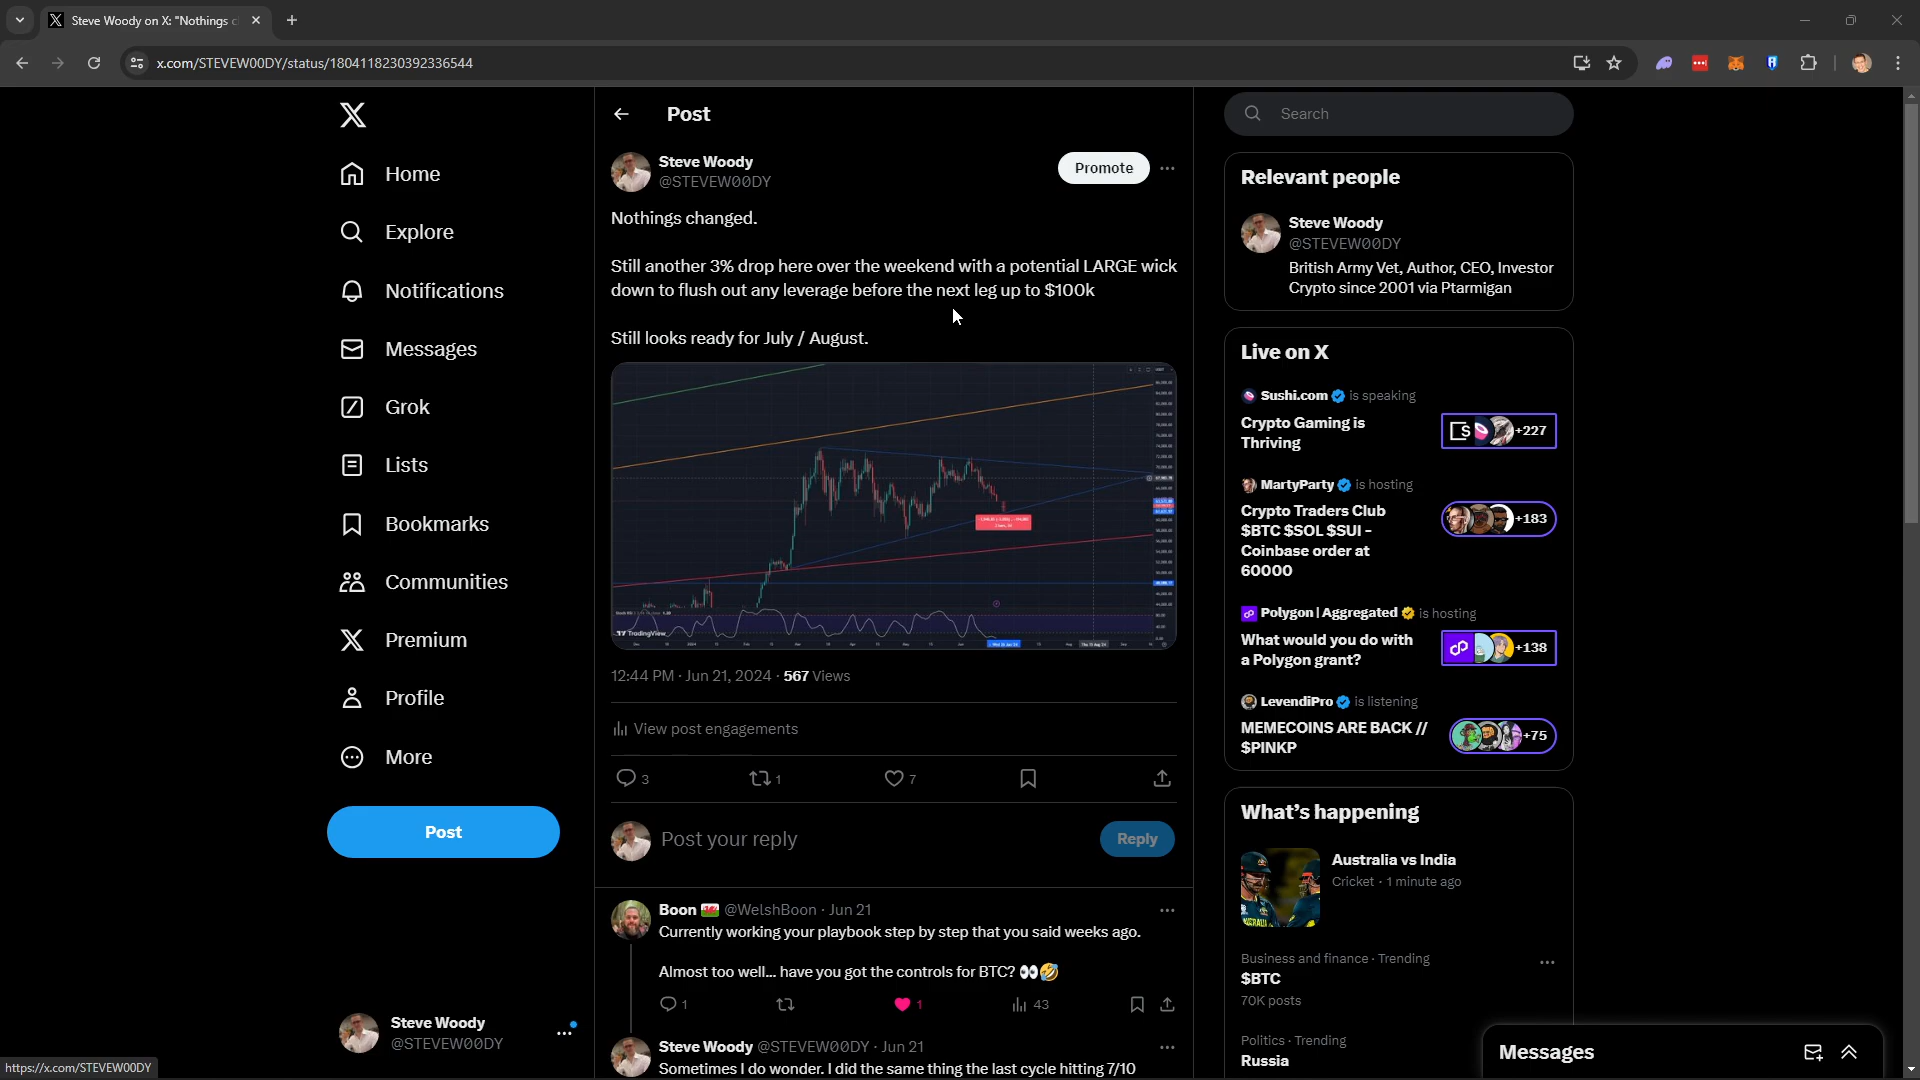 Steve Woody on X: "Nothings c
x.com/STEVEW00DY/status/1804118230392336544
Home
Explore
Notifications
Messages
Grok
Lists
Bookmarks
Communities
Premium
Profile
More
Post
Steve Woody
@STEVEW00DY
https://x.com/STEVEW00DY
Post
Steve Woody
@STEVEW00DY
Promote
Nothings changed.
Still another 3% drop here over the weekend with a potential LARGE wick
down to flush out any leverage before the next leg up to $100k
Still looks ready for July / August.
TradingView
12:44 PM · Jun 21, 2024 · 567 Views
View post engagements
3
1
7
Post your reply
Reply
Boon @WelshBoon · Jun 21
Currently working your playbook step by step that you said weeks ago.
Almost too well... have you got the controls for BTC? 👀🤣
1
1
43
Steve Woody @STEVEW00DY · Jun 21
Sometimes I do wonder. I did the same thing the last cycle hitting 7/10
Search
Relevant people
Steve Woody
@STEVEW00DY
British Army Vet, Author, CEO, Investor
Crypto since 2001 via Ptarmigan
Live on X
Sushi.com is speaking
Crypto Gaming is
Thriving
+227
MartyParty is hosting
Crypto Traders Club
$BTC $SOL $SUI -
Coinbase order at
60000
+183
Polygon | Aggregated is hosting
What would you do with
a Polygon grant?
+138
LevendiPro is listening
MEMECOINS ARE BACK //
$PINKP
+75
What's happening
Australia vs India
Cricket · 1 minute ago
Business and finance · Trending
$BTC
70K posts
Politics · Trending
Russia
Messages